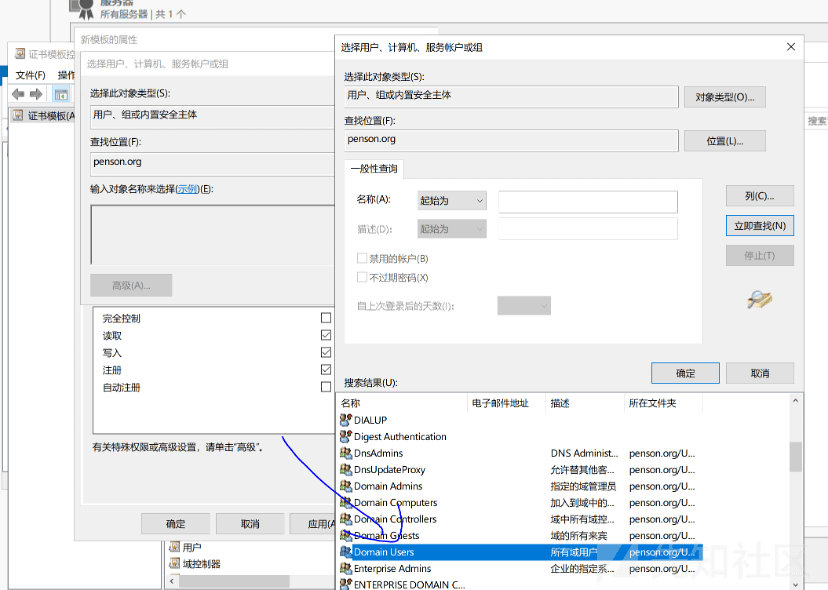 服务器
所有服务器 | 共 1 个
新模板的属性
证书模板控
选择用户、计算机、服务帐户或组
文件(F) 操作
证书模板(A
选择此对象类型(S):
用户、组或内置安全主体
查找位置(F):
penson.org
输入对象名称来选择(示例)(E):
高级(A)...
完全控制
读取
写入
注册
自动注册
有关特殊权限或高级设置，请单击“高级”。
确定
取消
应用(A
用户
域控制器
选择用户、计算机、服务帐户或组
选择此对象类型(S):
用户、组或内置安全主体
对象类型(O)...
查找位置(F):
penson.org
位置(L)...
一般性查询
名称(A): 起始为
描述(D): 起始为
禁用的帐户(B)
不过期密码(X)
自上次登录后的天数(I):
列(C)...
立即查找(N)
停止(T)
确定
取消
搜索结果(U):
名称 电子邮件地址 描述 所在文件夹
DIALUP
Digest Authentication
DnsAdmins DNS Administ... penson.org/U...
DnsUpdateProxy 允许替其他客... penson.org/U...
Domain Admins 指定的域管理员 penson.org/U...
Domain Computers 加入到域中的... penson.org/U...
Domain Controllers 域中所有域控... penson.org/U...
Domain Guests 域的所有来宾 penson.org/U...
Domain Users 所有域用户 penson.org/U...
Enterprise Admins 企业的指定系... penson.org/U...
ENTERPRISE DOMAIN C...
搜索
先知社区